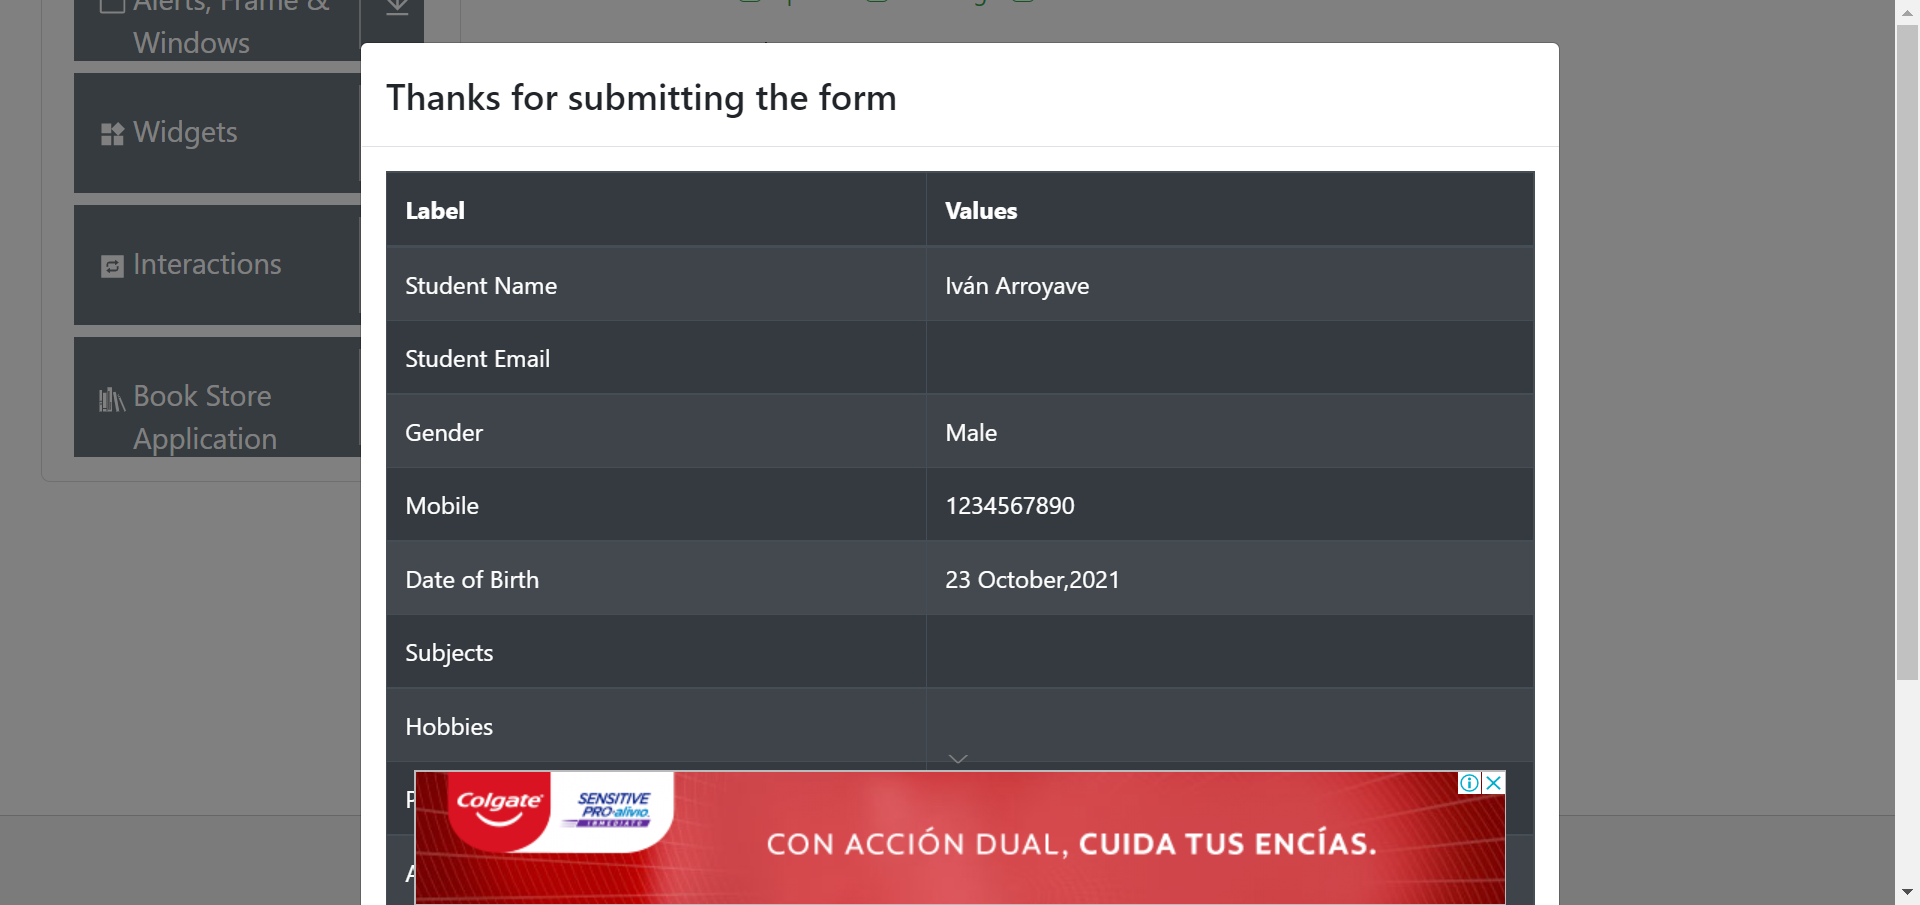 Alerts, Frame &
Windows
Widgets
Interactions
Book Store
Application
Thanks for submitting the form
Label Values
Student Name Iván Arroyave
Student Email
Gender Male
Mobile 1234567890
Date of Birth 23 October,2021
Subjects
Hobbies
P
A
Colgate
SENSITIVE
PRO-alivio
INMEDIATO
CON ACCIÓN DUAL, CUIDA TUS ENCÍAS.